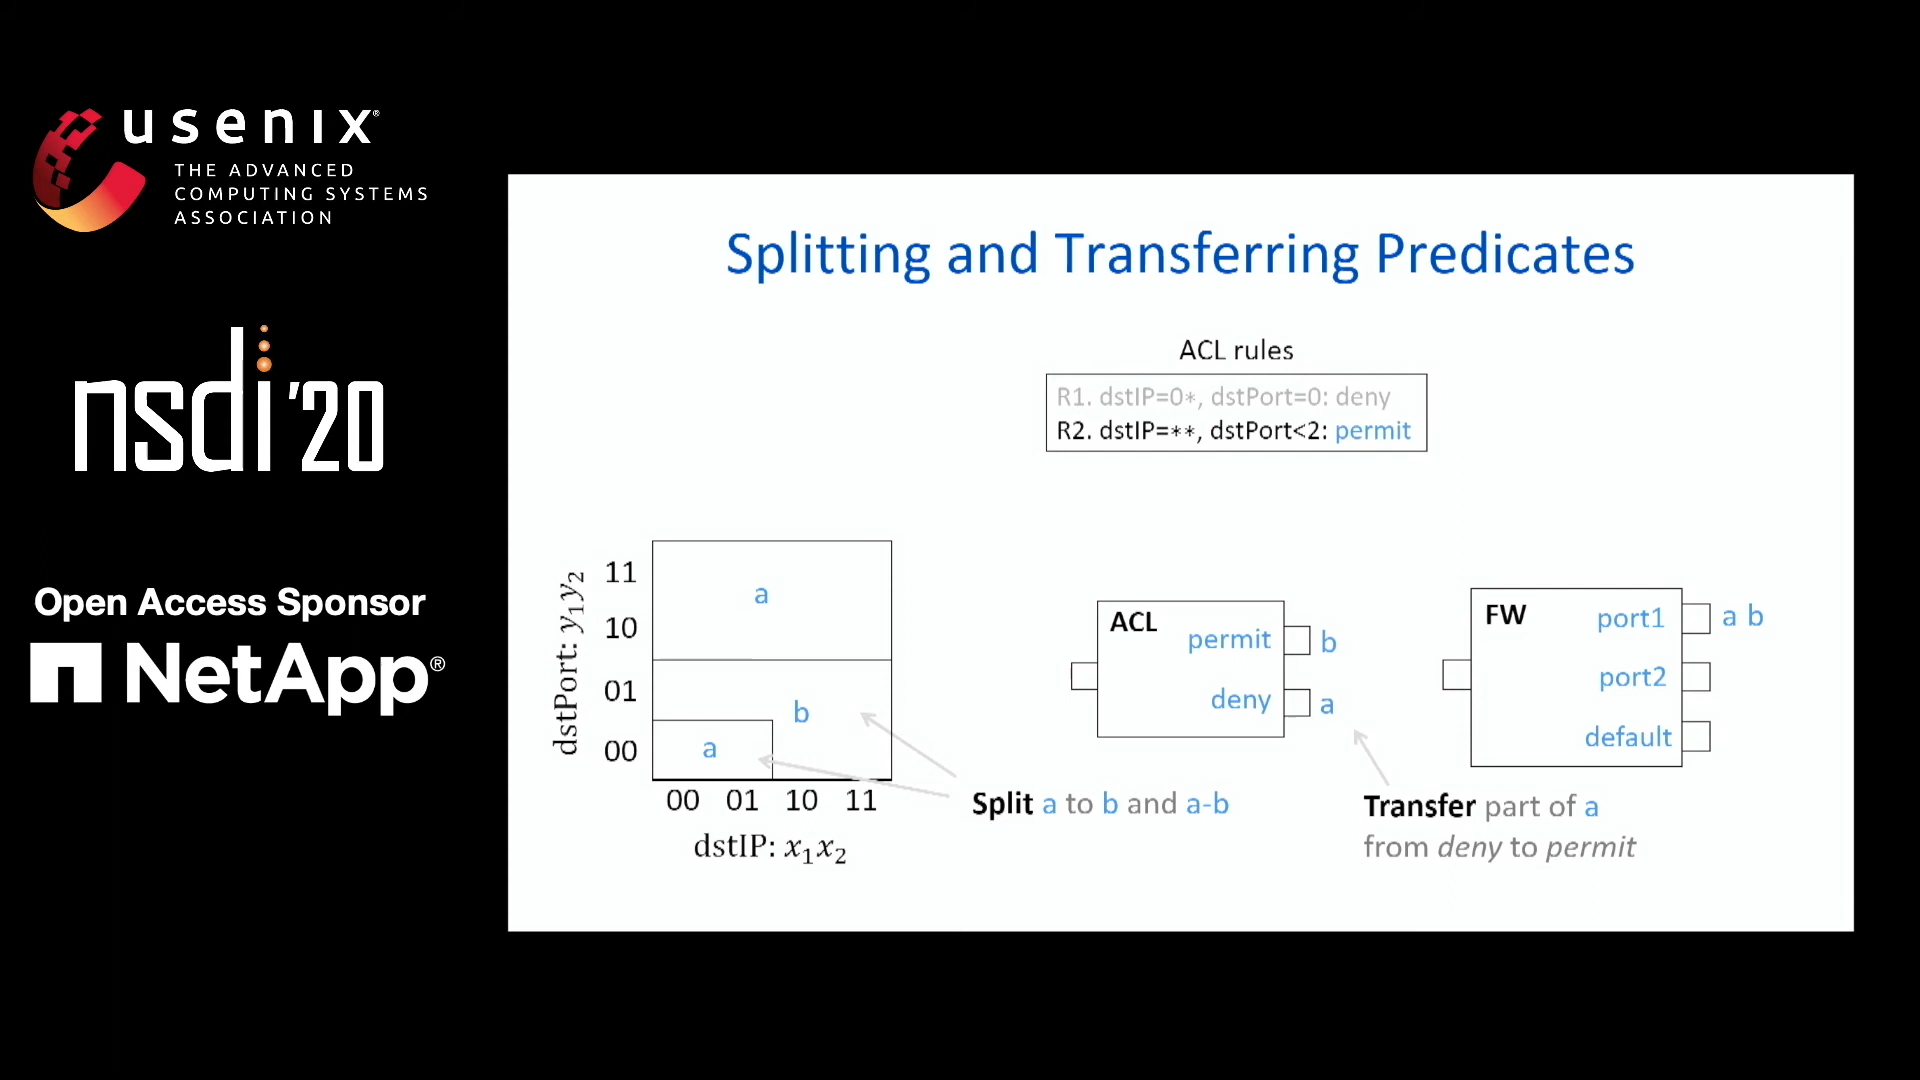 usenix®
THE ADVANCED
COMPUTING SYSTEMS
ASSOCIATION
nsdi '20
Open Access Sponsor
NetApp®
Splitting and Transferring Predicates
ACL rules
R1. dstIP=0*, dstPort=0: deny
R2. dstIP=**, dstPort<2: permit
dstPort: y₁y₂
11
10
01
00
a
b
a
00 01 10 11
dstIP: x₁x₂
Split a to b and a-b
ACL
permit b
deny a
Transfer part of a
from deny to permit
FW
port1 a b
port2
default